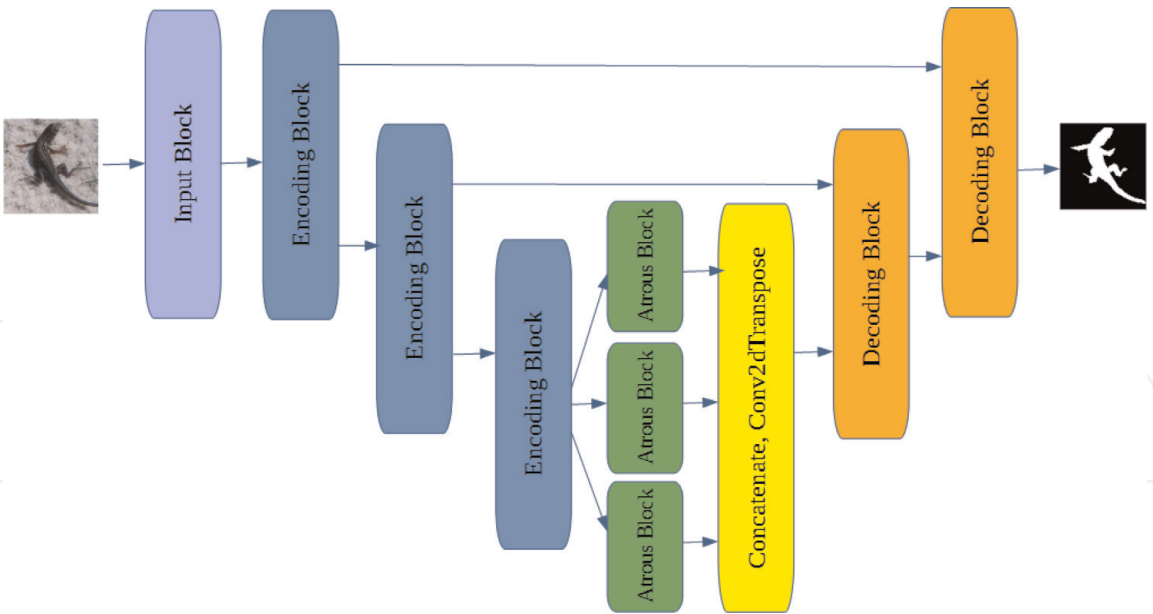 Input Block
Encoding Block
Encoding Block
Encoding Block
Atrous Block
Atrous Block
Atrous Block
Concatenate, Conv2dTranspose
Decoding Block
Decoding Block